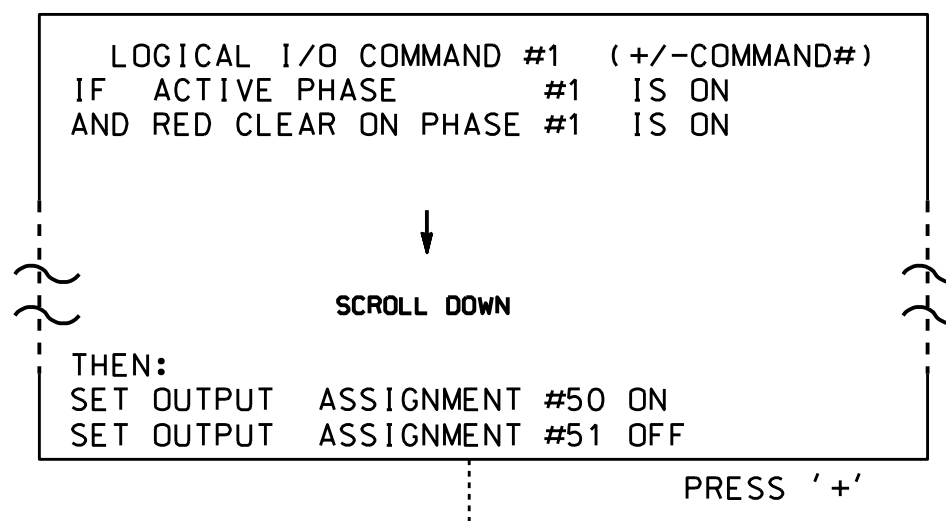 LOGICAL I/O COMMAND #1 (+/-COMMAND#)
IF ACTIVE PHASE #1 IS ON
AND RED CLEAR ON PHASE #1 IS ON
SCROLL DOWN
THEN:
SET OUTPUT ASSIGNMENT #50 ON
SET OUTPUT ASSIGNMENT #51 OFF
PRESS '+'